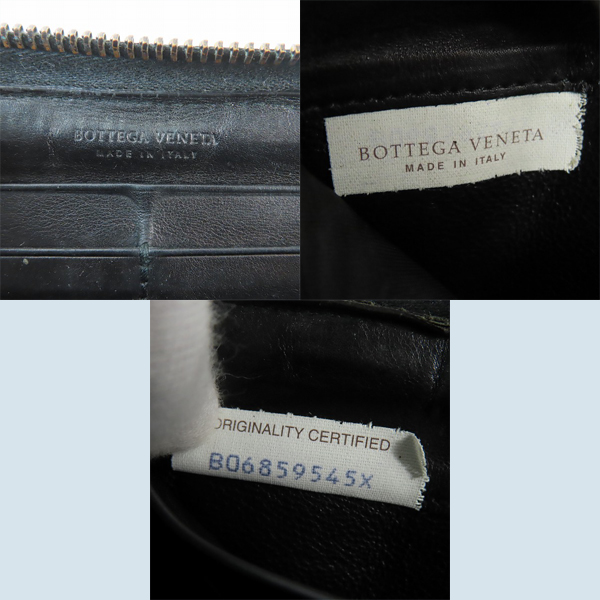 BOTTEGA VENETA
MADE IN ITALY
BOTTEGA VENETA
MADE IN ITALY
ORIGINALITY CERTIFIED
B06859545X